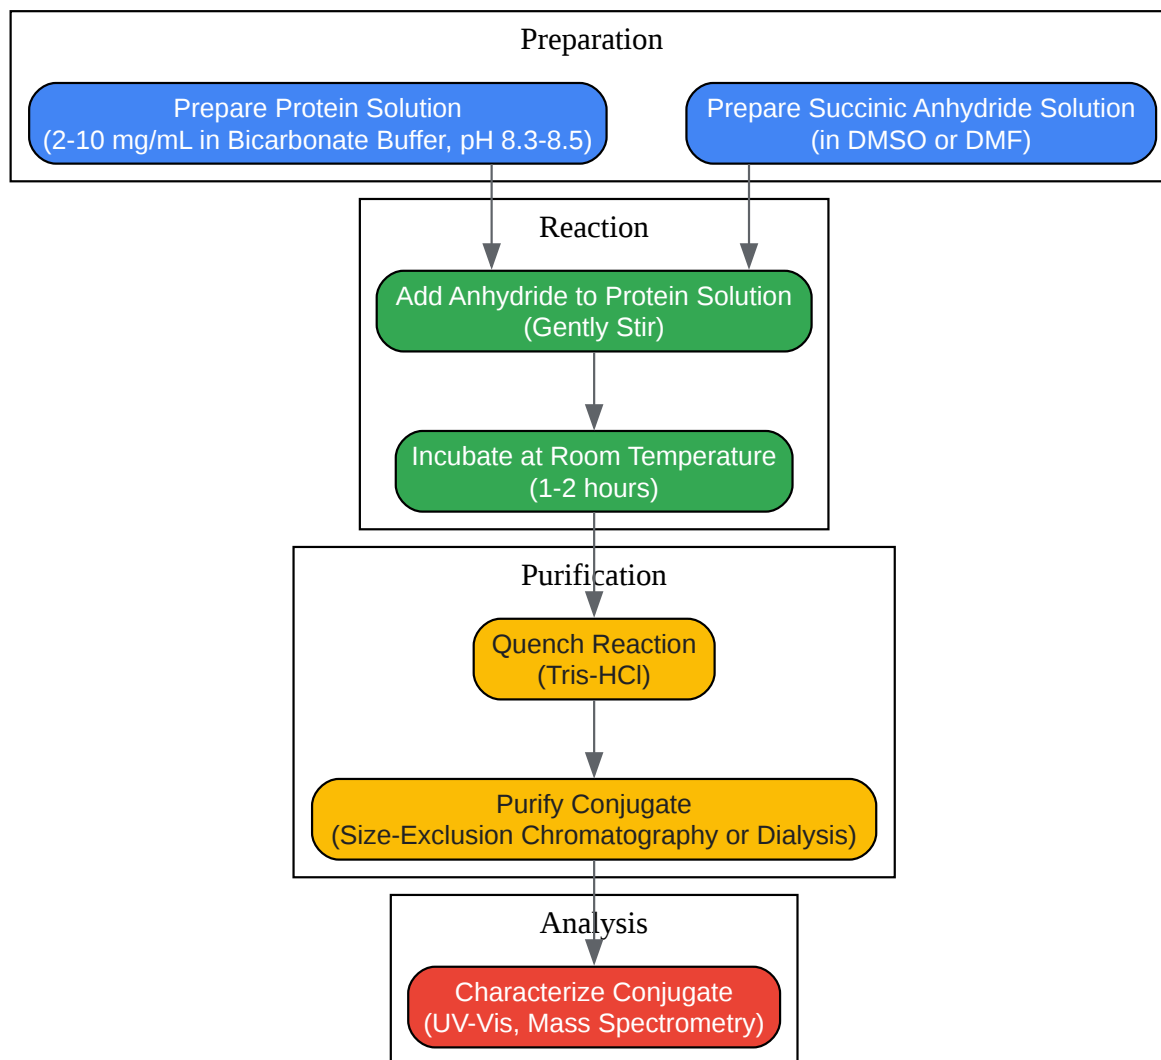 Preparation
Prepare Protein Solution
(2-10 mg/mL in Bicarbonate Buffer, pH 8.3-8.5)
Prepare Succinic Anhydride Solution
(in DMSO or DMF)
Reaction
Add Anhydride to Protein Solution
(Gently Stir)
Incubate at Room Temperature
(1-2 hours)
Purification
Quench Reaction
(Tris-HCl)
Purify Conjugate
(Size-Exclusion Chromatography or Dialysis)
Analysis
Characterize Conjugate
(UV-Vis, Mass Spectrometry)